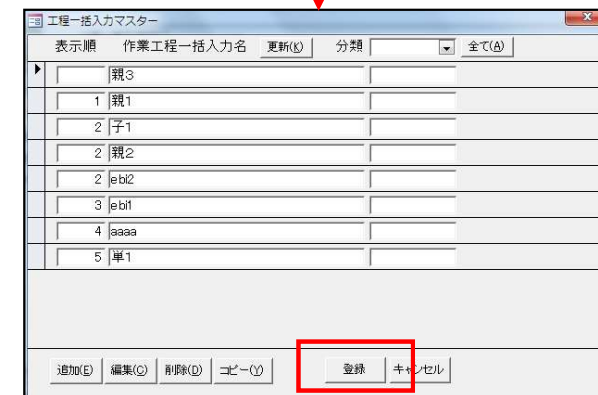 工程一括入力マスター
表示順 作業工程一括入力名 更新(K) 分類 全て(A)
親3
1 親1
2 子1
2 親2
2 ebi2
3 ebi1
4 aaaa
5 単1
追加(E) 編集(C) 削除(D) コピー(Y) 登録 キャンセル